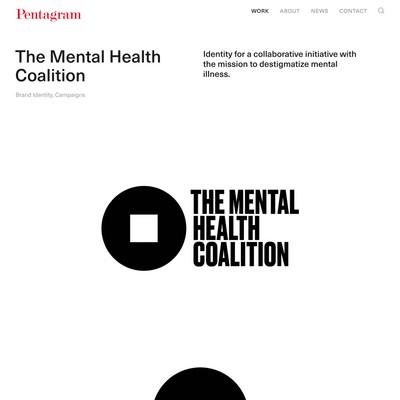 Pentagram
WORK ABOUT NEWS CONTACT
The Mental Health
Coalition
Brand Identity, Campaigns
Identity for a collaborative initiative with
the mission to destigmatize mental
illness.
THE MENTAL
HEALTH
COALITION